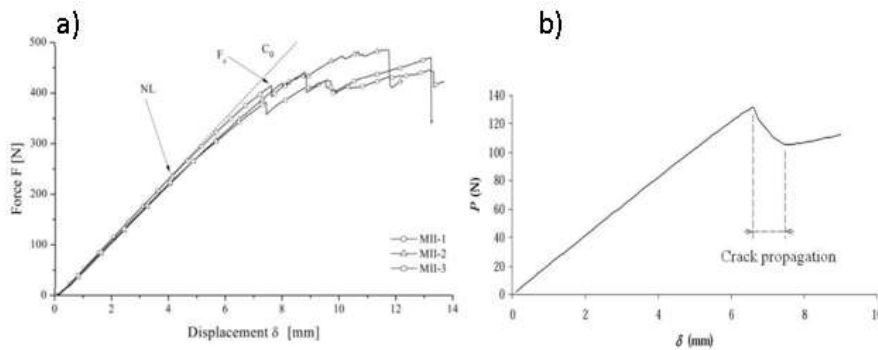 a)
b)
500
400
300
200
100
0
Force F [N]
NL
C0
MII-1
MII-2
MII-3
0 2 4 6 8 10 12 14
Displacement δ [mm]
140
120
100
80
60
40
20
0
P (N)
Crack propagation
0 2 4 6 8 10
δ (mm)